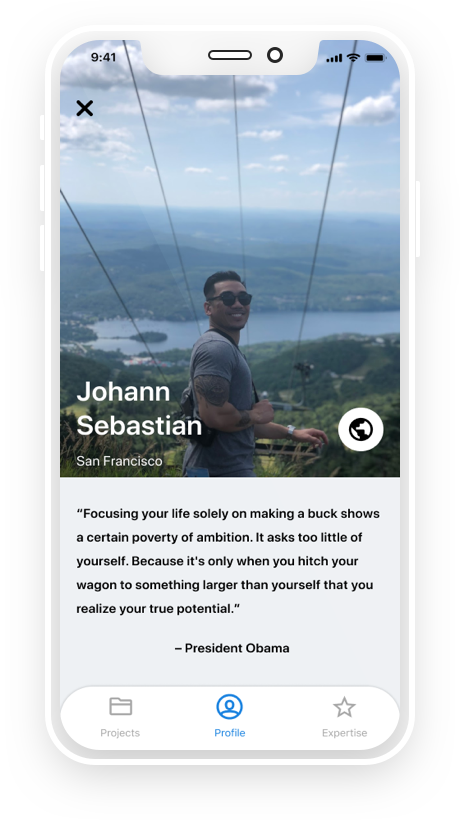 9:41
Johann
Sebastian
San Francisco
“Focusing your life solely on making a buck shows
a certain poverty of ambition. It asks too little of
yourself. Because it's only when you hitch your
wagon to something larger than yourself that you
realize your true potential.”
– President Obama
Projects
Profile
Expertise